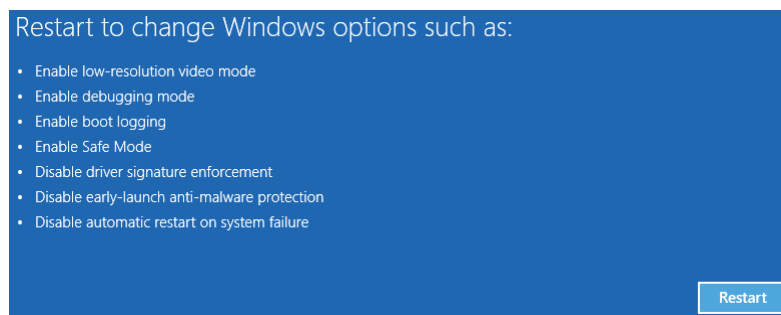 Restart to change Windows options such as:
• Enable low-resolution video mode
• Enable debugging mode
• Enable boot logging
• Enable Safe Mode
• Disable driver signature enforcement
• Disable early-launch anti-malware protection
• Disable automatic restart on system failure
Restart